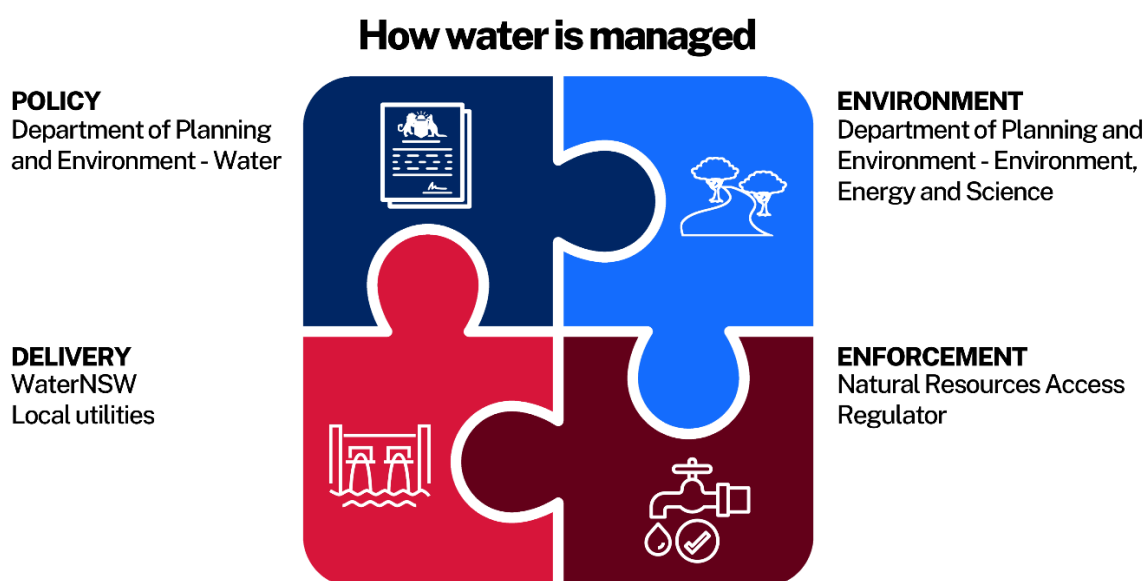 How water is managed
POLICY
Department of Planning
and Environment - Water
ENVIRONMENT
Department of Planning and
Environment - Environment,
Energy and Science
DELIVERY
WaterNSW
Local utilities
ENFORCEMENT
Natural Resources Access
Regulator